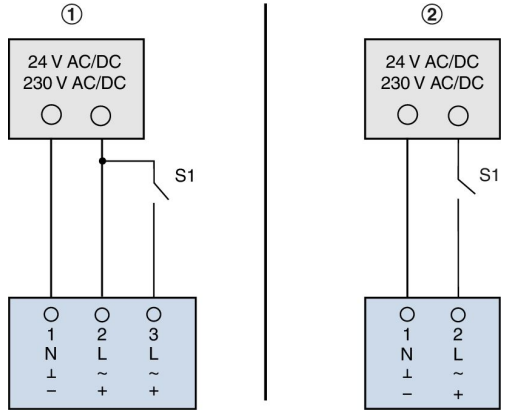 ①
24 V AC/DC
230 V AC/DC
S1
1 2 3
N L L
⊥ ~ ~
– + +
②
24 V AC/DC
230 V AC/DC
S1
1 2
N L
⊥ ~
– +